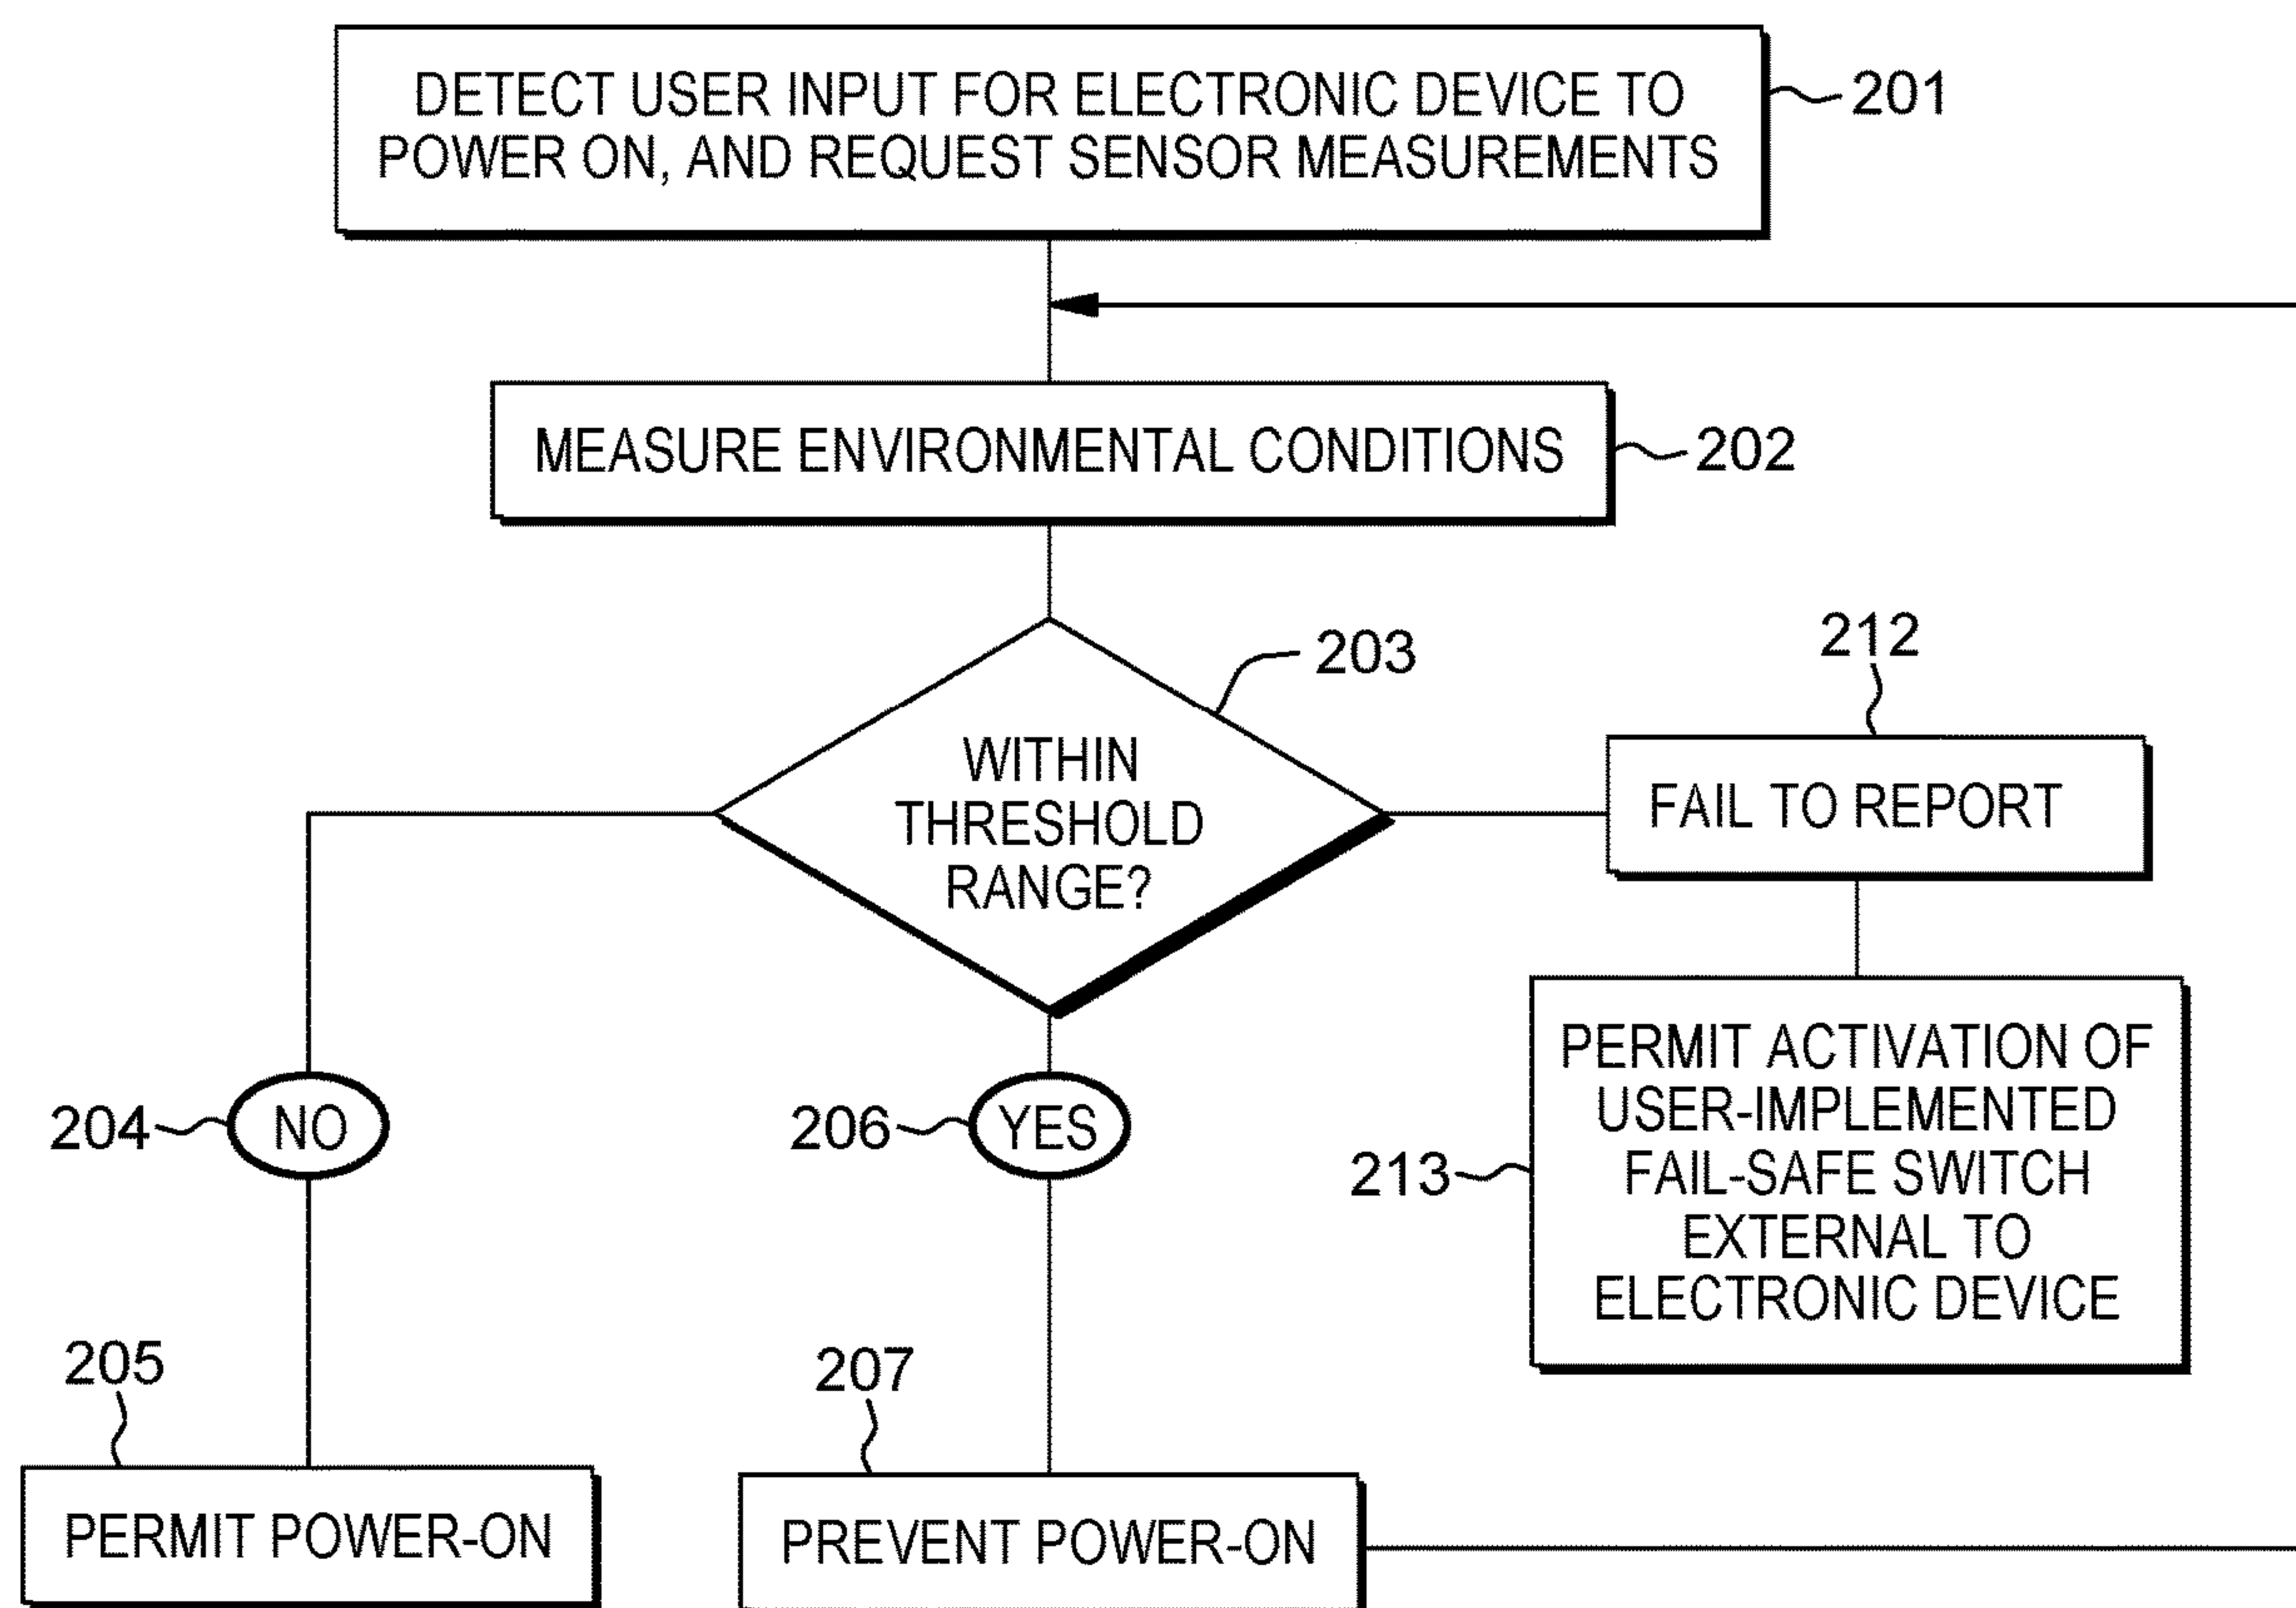 DETECT USER INPUT FOR ELECTRONIC DEVICE TO
POWER ON, AND REQUEST SENSOR MEASUREMENTS
201
MEASURE ENVIRONMENTAL CONDITIONS
202
203
WITHIN
THRESHOLD
RANGE?
212
FAIL TO REPORT
204
NO
206
YES
213
PERMIT ACTIVATION OF
USER-IMPLEMENTED
FAIL-SAFE SWITCH
EXTERNAL TO
ELECTRONIC DEVICE
205
PERMIT POWER-ON
207
PREVENT POWER-ON